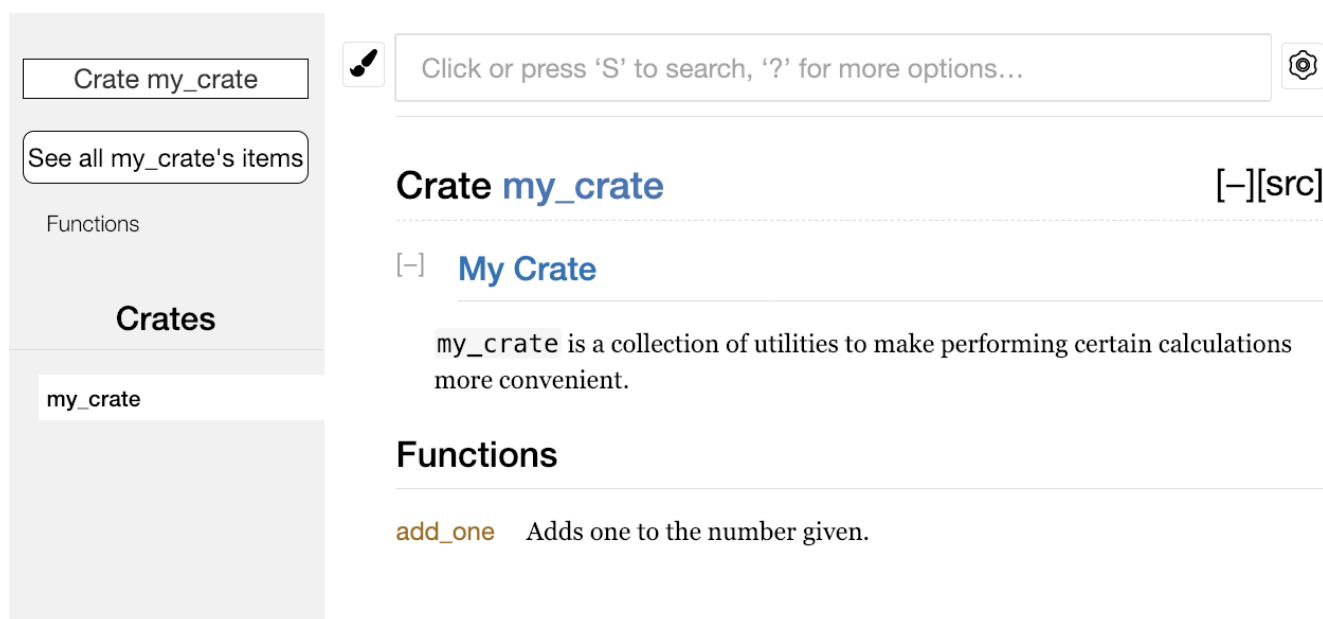 Crate my_crate
See all my_crate's items
Functions
Crates
my_crate
Click or press ‘S’ to search, ‘?’ for more options…
Crate my_crate
[−][src]
[−]
My Crate
my_crate is a collection of utilities to make performing certain calculations
more convenient.
Functions
add_one Adds one to the number given.